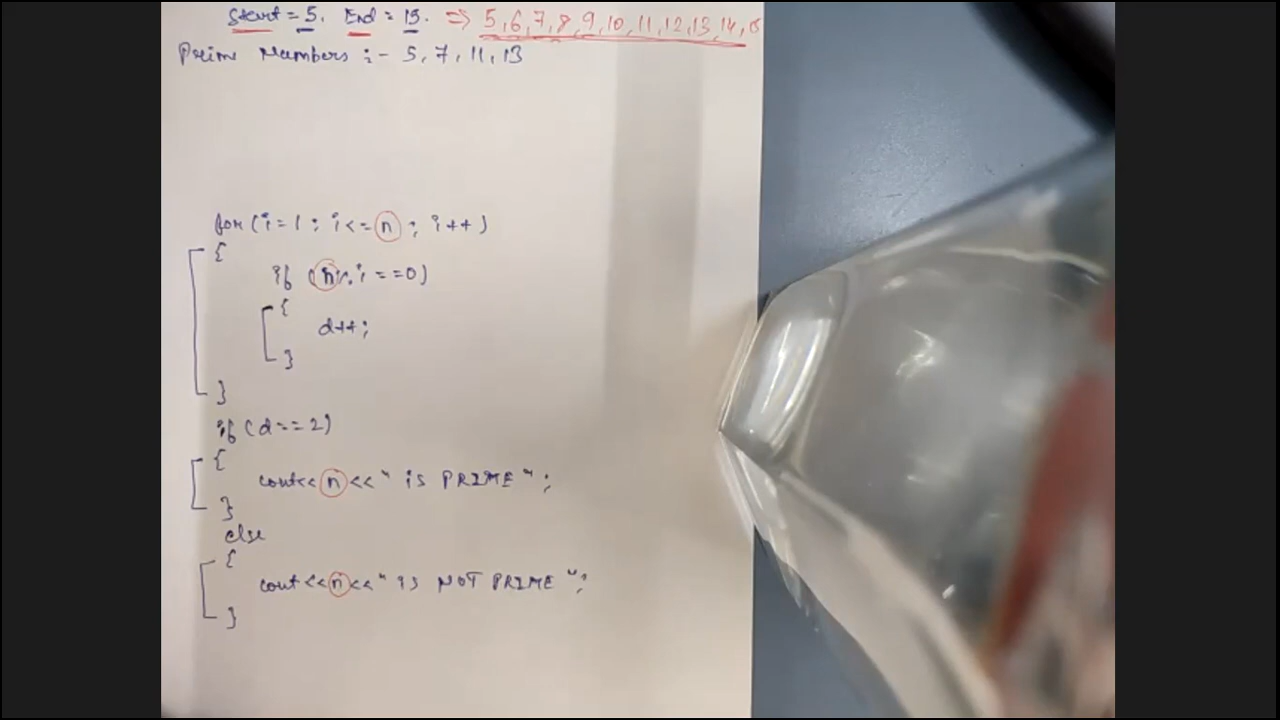 Start = 5. End = 15. => 5,6,7,8,9,10,11,12,13,14,15
Prime Numbers :- 5, 7, 11, 13
for(i=1; i<=n; i++)
{
if (n%i==0)
{
d++;
}
}
if (d==2)
{
cout<<n<<" is PRIME";
}
else
{
cout<<n<<" is NOT PRIME";
}